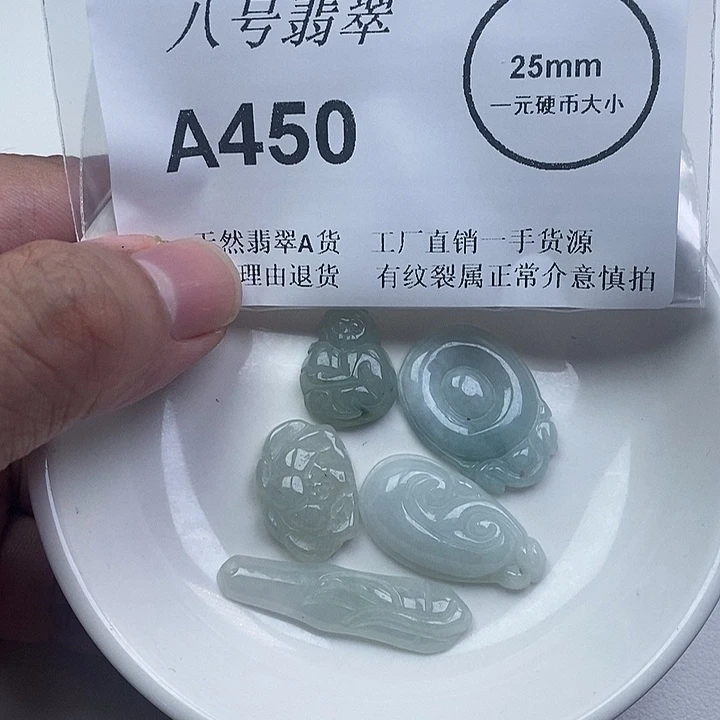 八号翡翠
25mm
一元硬币大小
A450
天然翡翠A货 工厂直销一手货源
理由退货 有纹裂属正常介意慎拍